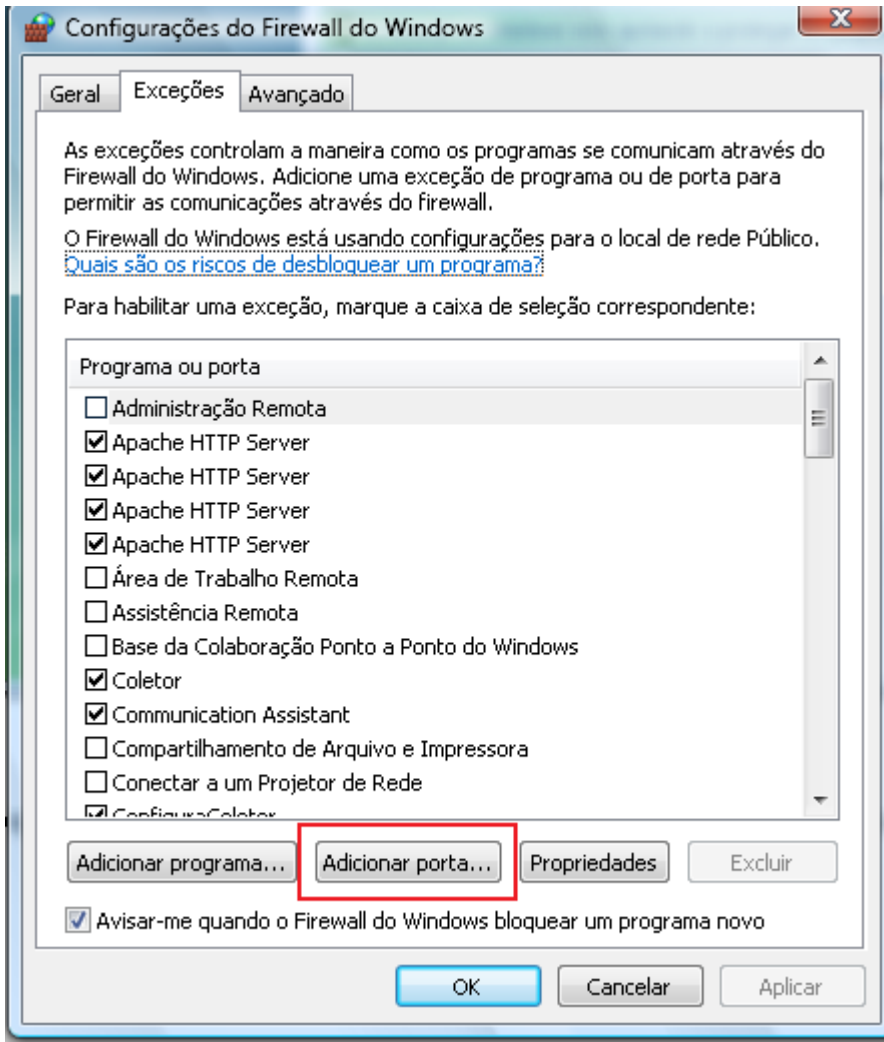 Configurações do Firewall do Windows
Geral Exceções Avançado
As exceções controlam a maneira como os programas se comunicam através do
Firewall do Windows. Adicione uma exceção de programa ou de porta para
permitir as comunicações através do firewall.
O Firewall do Windows está usando configurações para o local de rede Público.
Quais são os riscos de desbloquear um programa?
Para habilitar uma exceção, marque a caixa de seleção correspondente:
Programa ou porta
Administração Remota
Apache HTTP Server
Apache HTTP Server
Apache HTTP Server
Apache HTTP Server
Área de Trabalho Remota
Assistência Remota
Base da Colaboração Ponto a Ponto do Windows
Coletor
Communication Assistant
Compartilhamento de Arquivo e Impressora
Conectar a um Projetor de Rede
ConfiguraColetor
Adicionar programa... Adicionar porta... Propriedades Excluir
Avisar-me quando o Firewall do Windows bloquear um programa novo
OK Cancelar Aplicar